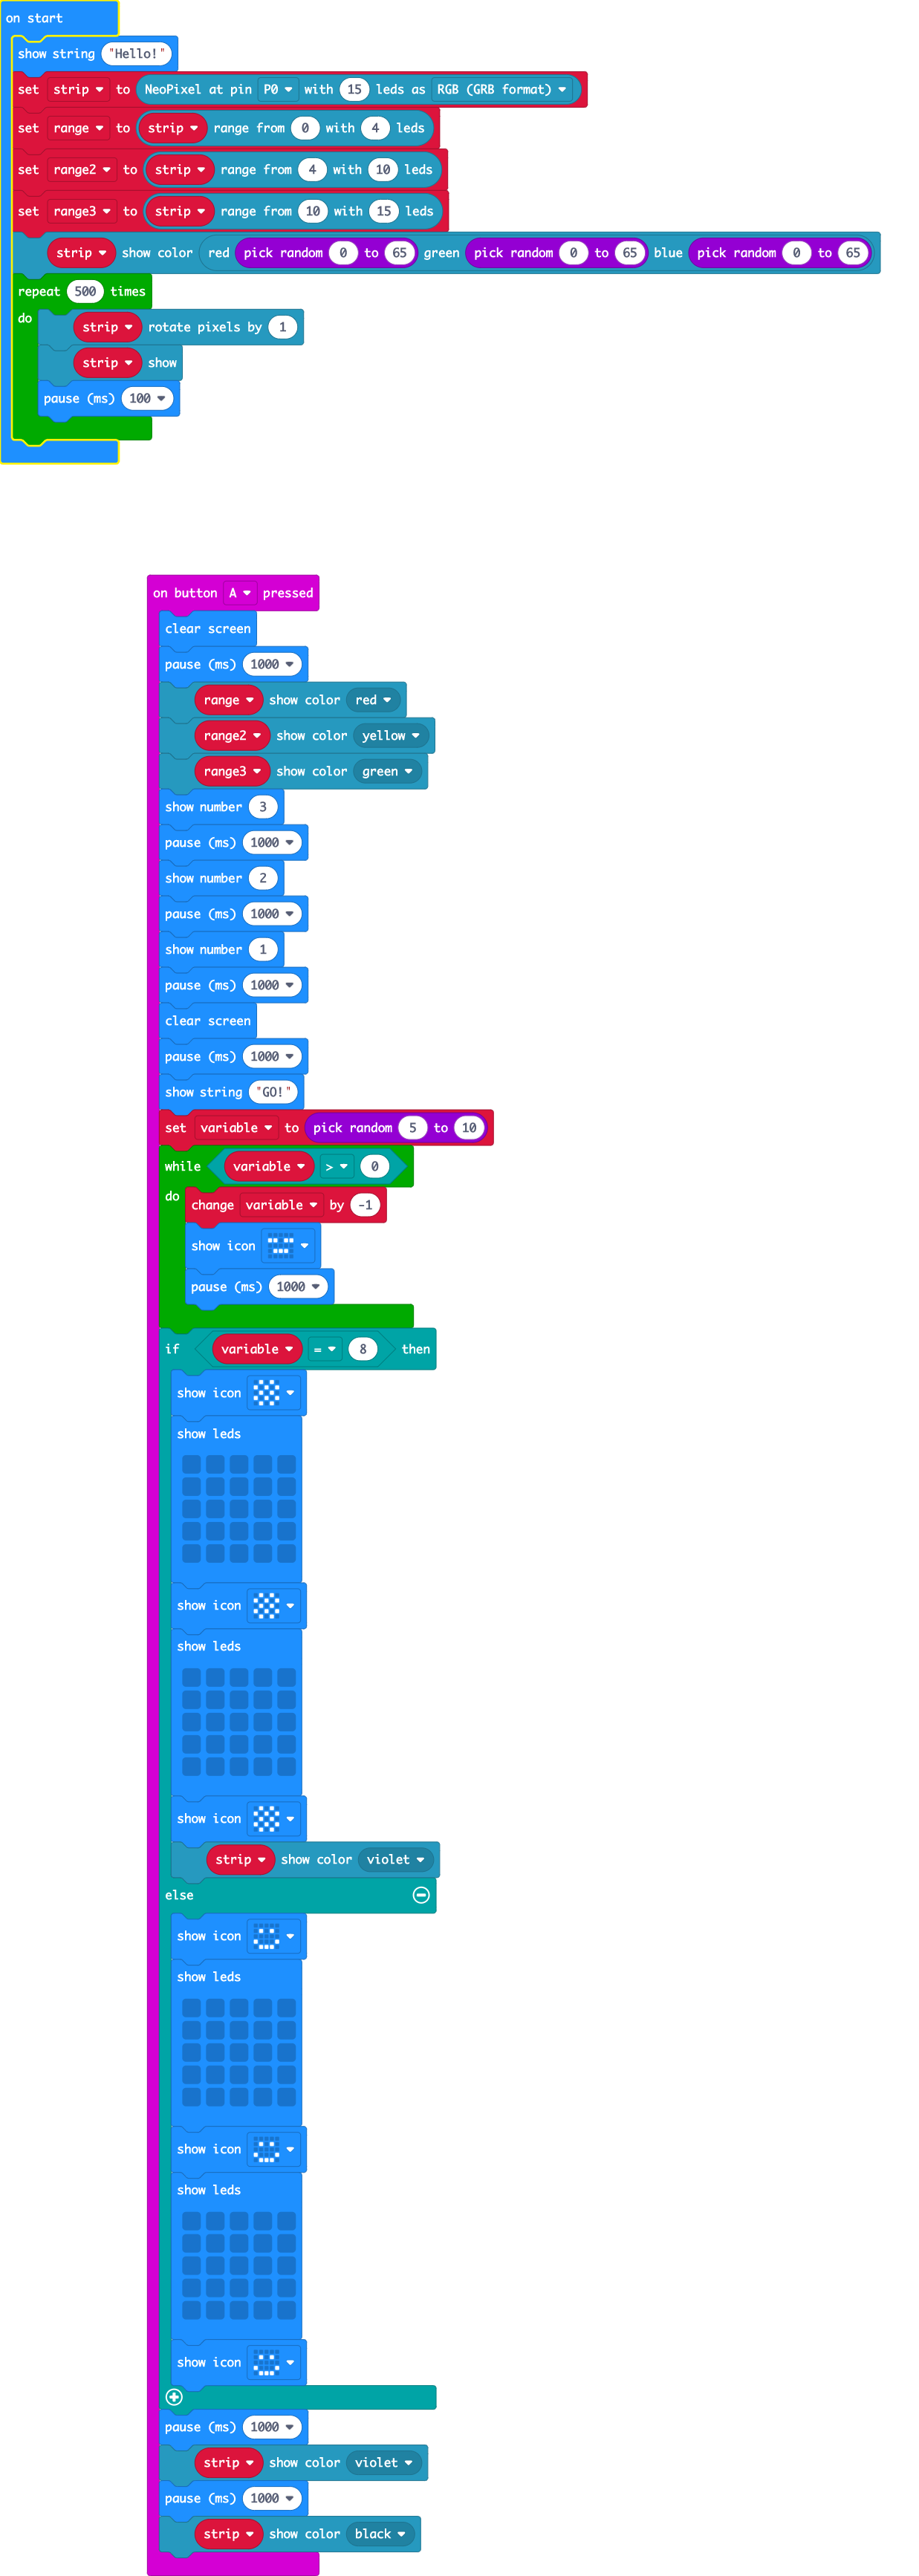 on start
show string "Hello!"
set strip to NeoPixel at pin P0 with 15 leds as RGB (GRB format)
set range to strip range from 0 with 4 leds
set range2 to strip range from 4 with 10 leds
set range3 to strip range from 10 with 15 leds
strip show color red pick random 0 to 65 green pick random 0 to 65 blue pick random 0 to 65
repeat 500 times
do
strip rotate pixels by 1
strip show
pause (ms) 100
on button A pressed
clear screen
pause (ms) 1000
range show color red
range2 show color yellow
range3 show color green
show number 3
pause (ms) 1000
show number 2
pause (ms) 1000
show number 1
pause (ms) 1000
clear screen
pause (ms) 1000
show string "GO!"
set variable to pick random 5 to 10
while variable > 0
do change variable by -1
show icon
pause (ms) 1000
if variable = 8 then
show icon
show leds
show icon
show leds
show icon
strip show color violet
else
show icon
show leds
show icon
show leds
show icon
pause (ms) 1000
strip show color violet
pause (ms) 1000
strip show color black